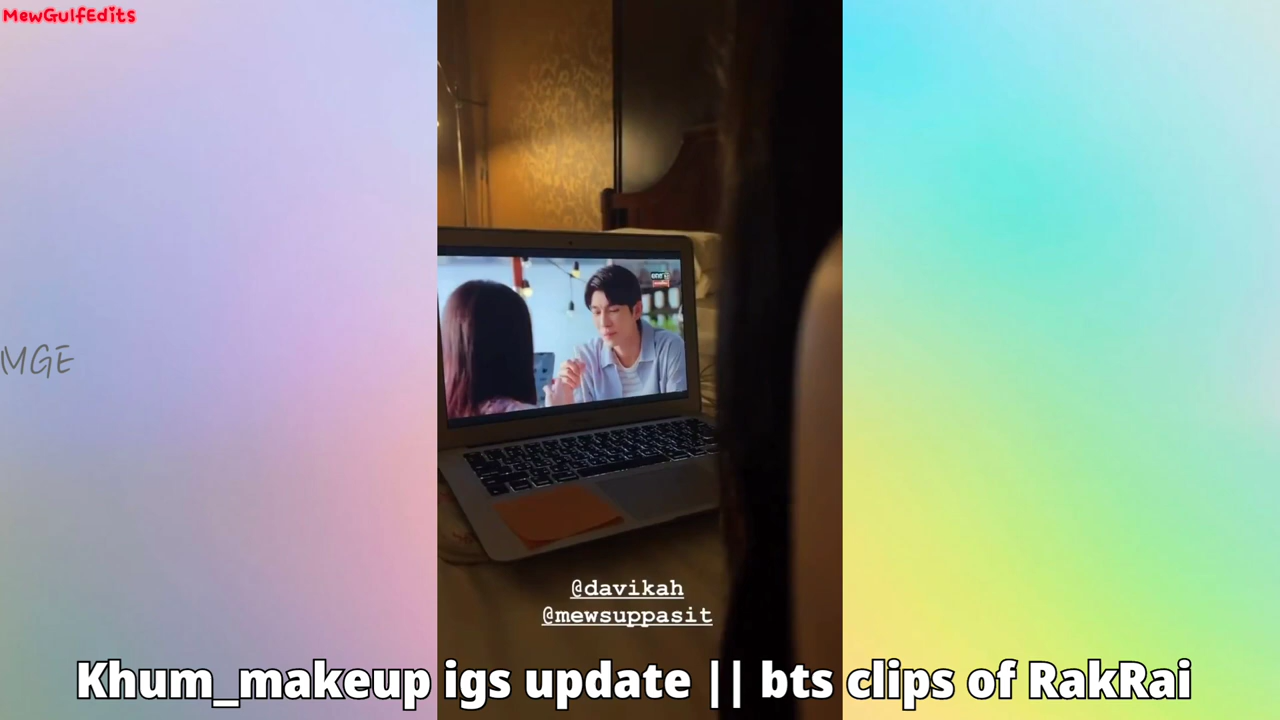 MewGulfEdits
MGE
@davikah
@mewsuppasit
Khum_makeup igs update || bts clips of RakRai